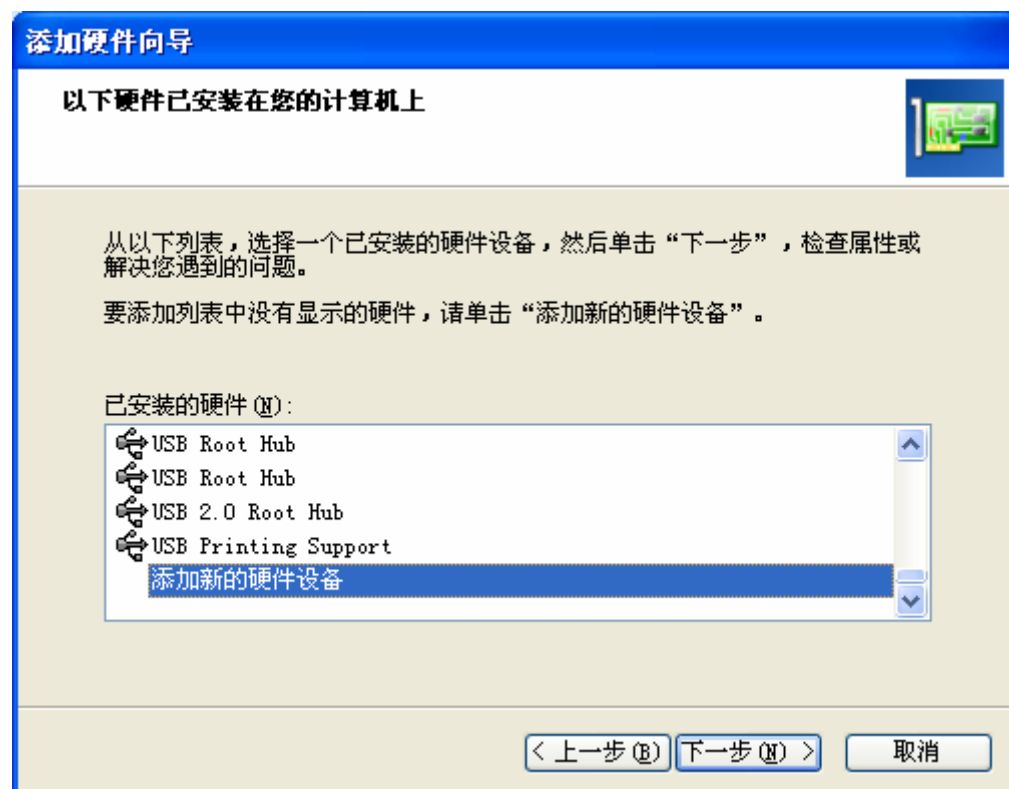 添加硬件向导
以下硬件已安装在您的计算机上
从以下列表，选择一个已安装的硬件设备，然后单击“下一步”，检查属性或
解决您遇到的问题。
要添加列表中没有显示的硬件，请单击“添加新的硬件设备”。
已安装的硬件(N):
USB Root Hub
USB Root Hub
USB 2.0 Root Hub
USB Printing Support
添加新的硬件设备
< 上一步(B) 下一步(N) > 取消